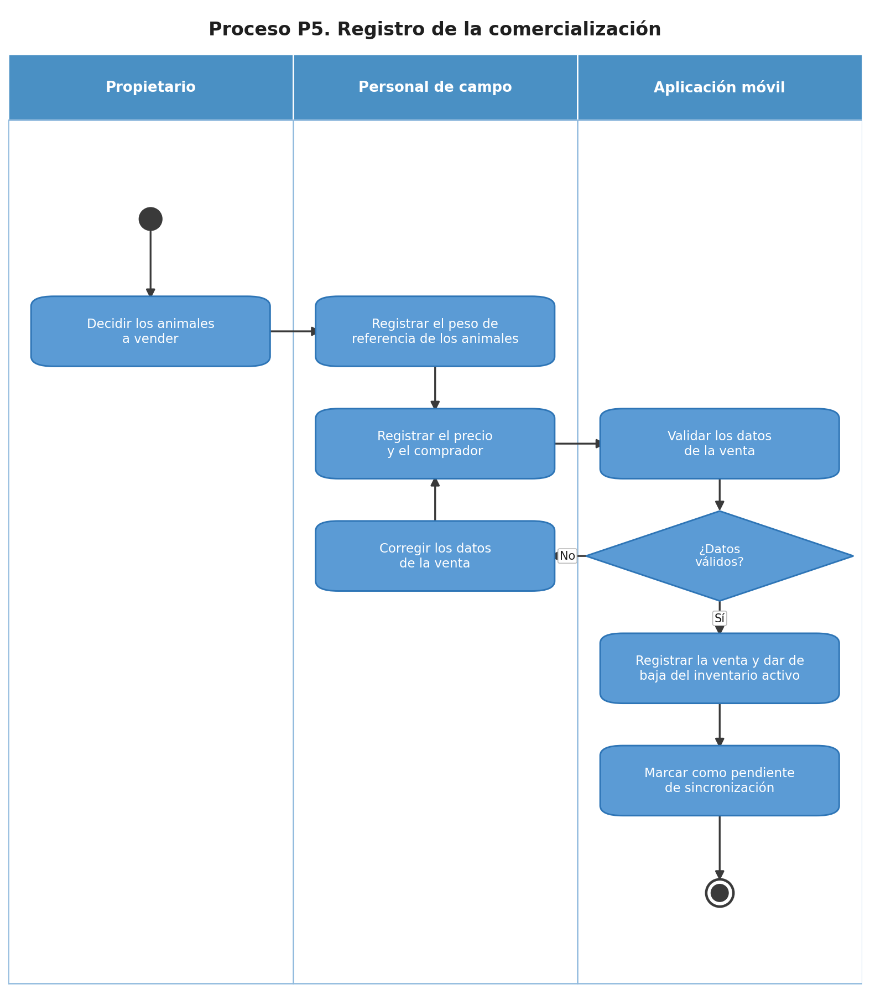 Proceso P5. Registro de la comercialización
Propietario
Personal de campo
Aplicación móvil
Decidir los animales
a vender
Registrar el peso de
referencia de los animales
Registrar el precio
y el comprador
Validar los datos
de la venta
Corregir los datos
de la venta
No
¿Datos
válidos?
Sí
Registrar la venta y dar de
baja del inventario activo
Marcar como pendiente
de sincronización